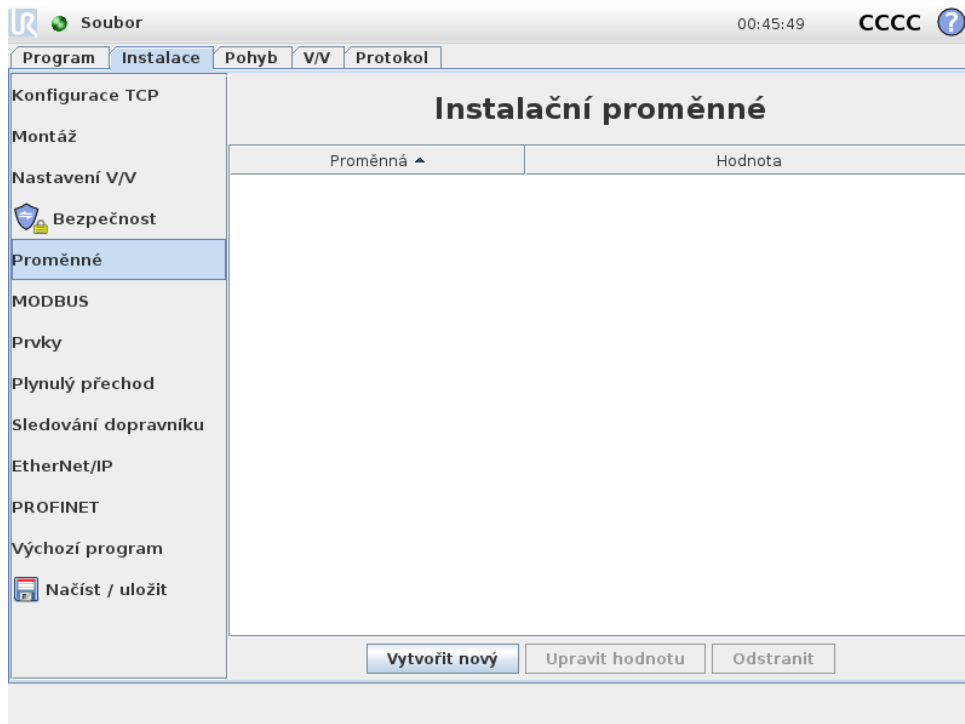 UR Soubor 00:45:49 CCCC ?
Program Instalace Pohyb V/V Protokol
Konfigurace TCP
Montáž
Nastavení V/V
Bezpečnost
Proměnné
MODBUS
Prvky
Plynulý přechod
Sledování dopravníku
EtherNet/IP
PROFINET
Výchozí program
Načíst / uložit
Instalační proměnné
Proměnná Hodnota
Vytvořit nový Upravit hodnotu Odstranit